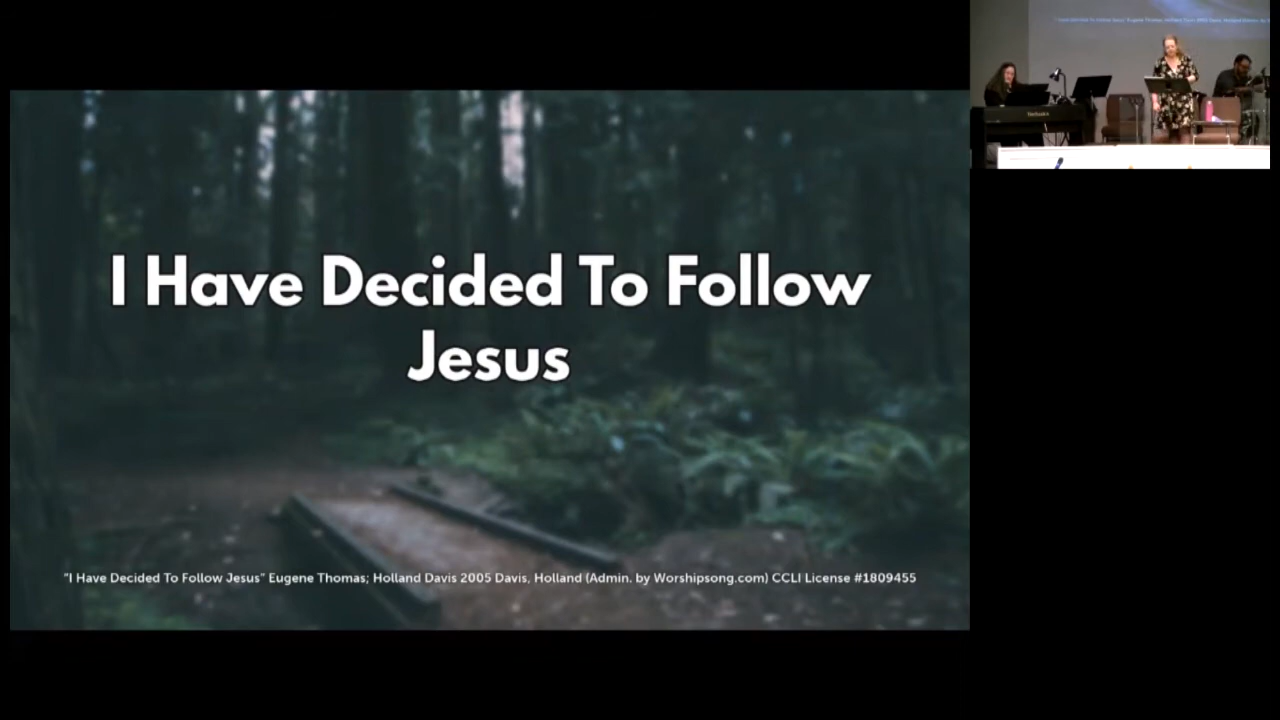 I Have Decided To Follow
Jesus
"I Have Decided To Follow Jesus" Eugene Thomas; Holland Davis 2005 Davis, Holland (Admin. by Worshipsong.com) CCLI License #1809455